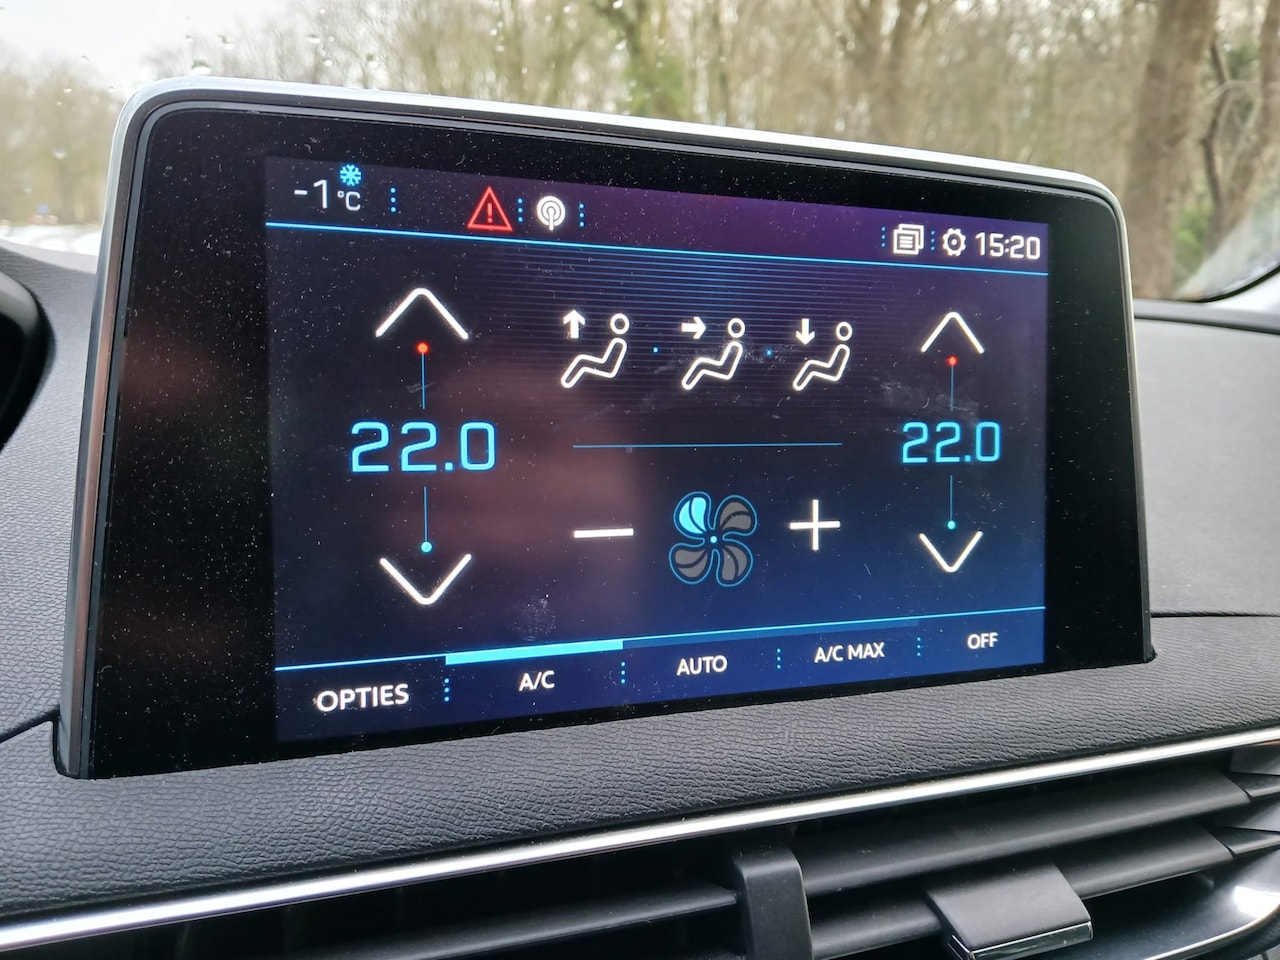 -1°C
15:20
22.0
22.0
OPTIES A/C AUTO A/C MAX OFF